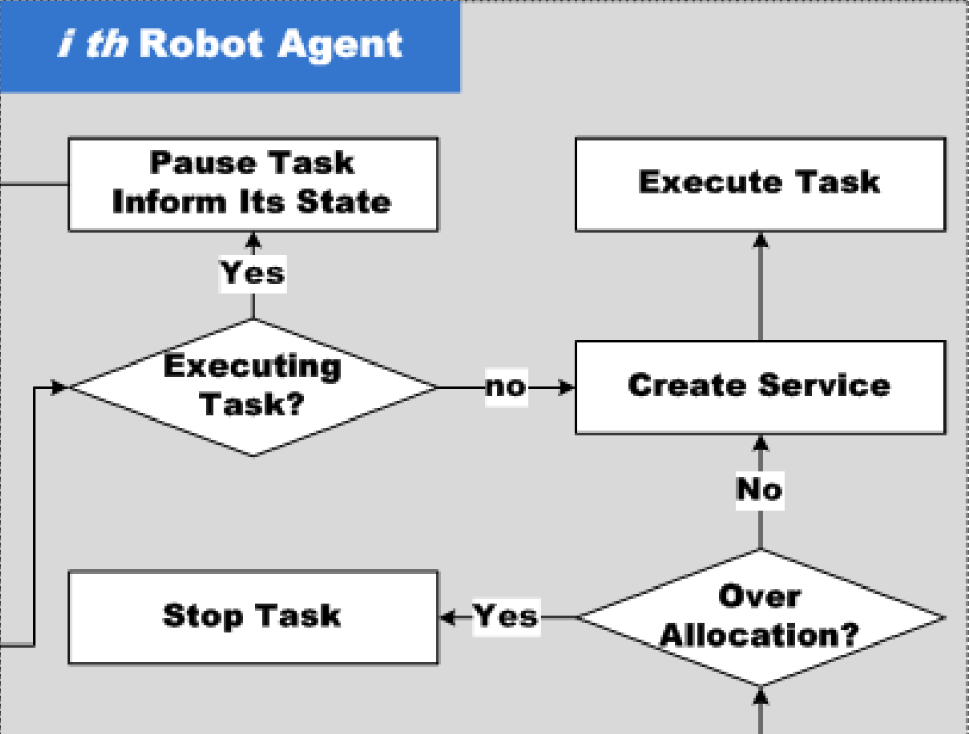 i th Robot Agent
Pause Task
Inform Its State
Execute Task
Yes
Executing
Task?
no
Create Service
No
Stop Task
Yes
Over
Allocation?